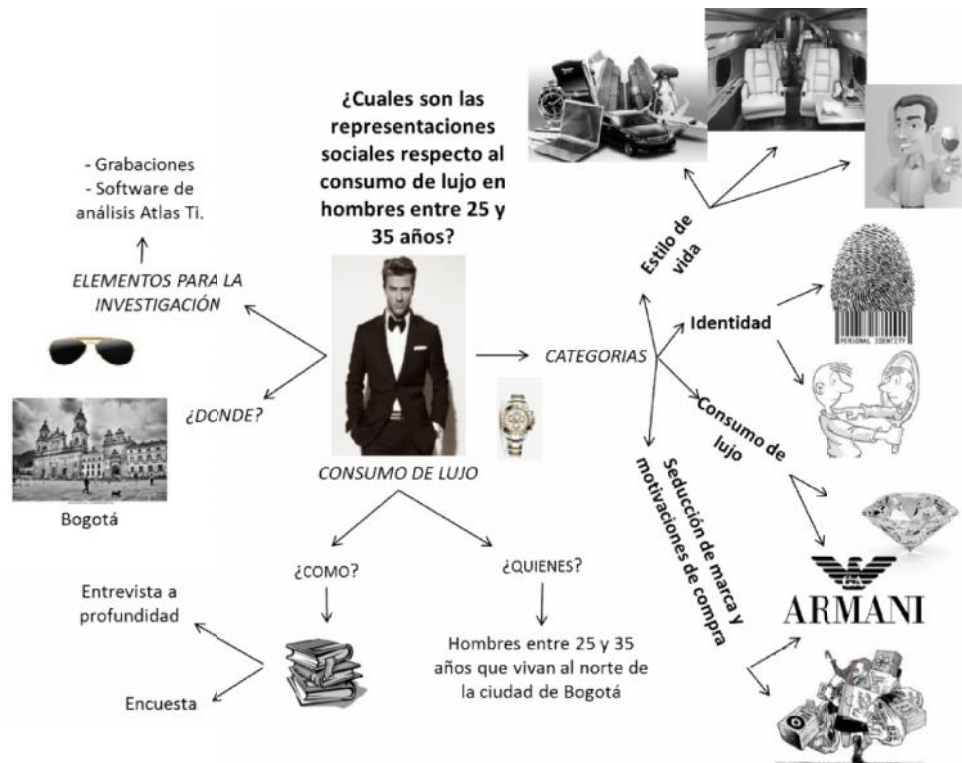 ¿Cuales son las
representaciones
sociales respecto al
consumo de lujo en
hombres entre 25 y
35 años?
- Grabaciones
- Software de
análisis Atlas Ti.
ELEMENTOS PARA LA
INVESTIGACIÓN
¿DONDE?
Bogotá
CONSUMO DE LUJO
CATEGORIAS
Estilo de
vida
Identidad
PERSONAL IDENTITY
Consumo de
lujo
Seducción de marca y
motivaciones de compra
ARMANI
¿COMO?
Entrevista a
profundidad
Encuesta
¿QUIENES?
Hombres entre 25 y 35
años que vivan al norte de
la ciudad de Bogotá